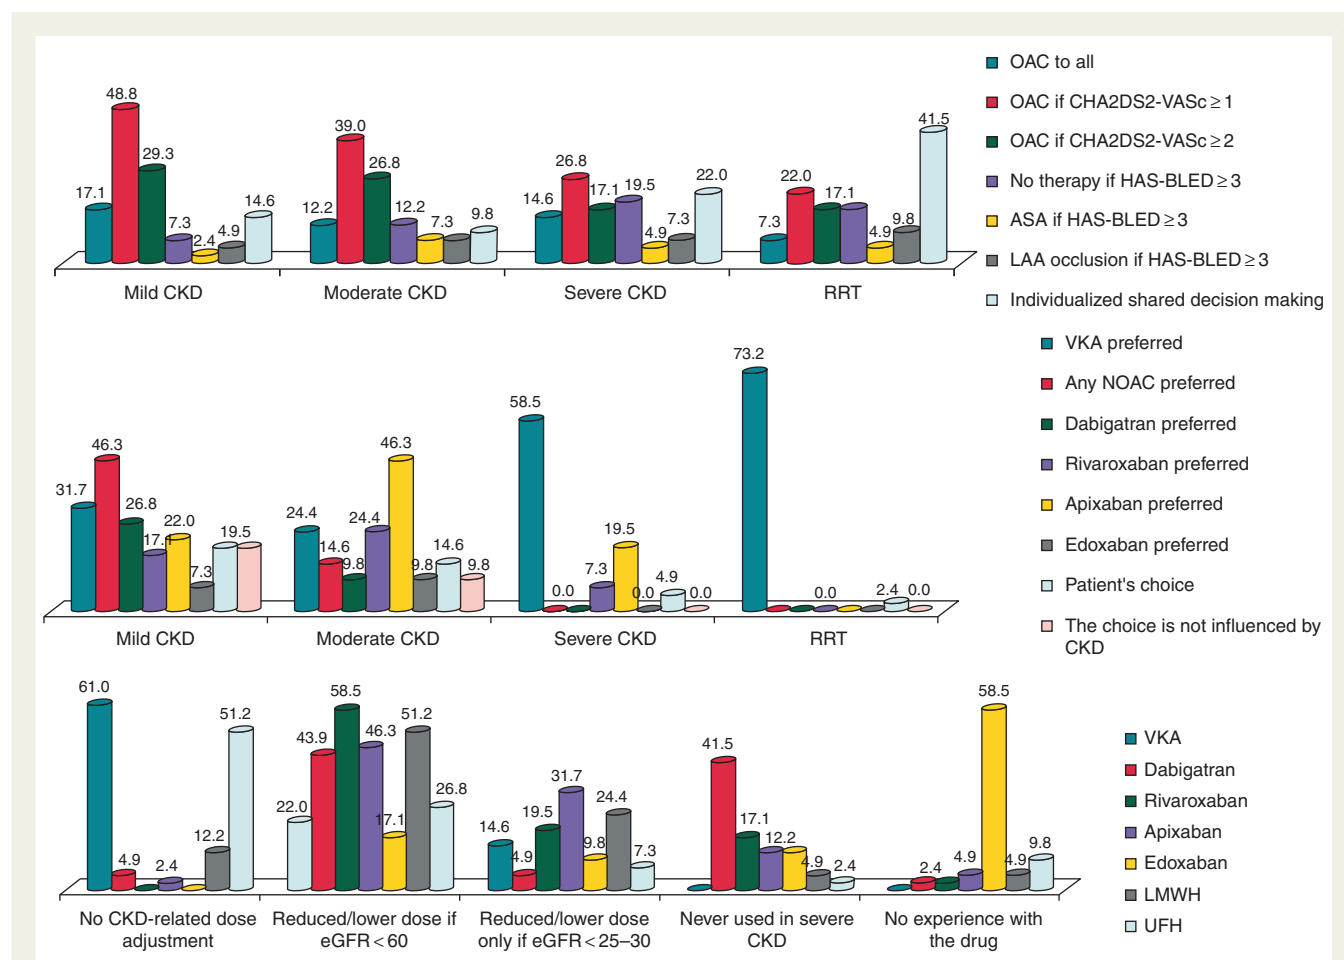 OAC to all
OAC if CHA2DS2-VASc ≥ 1
OAC if CHA2DS2-VASc ≥ 2
No therapy if HAS-BLED ≥ 3
ASA if HAS-BLED ≥ 3
LAA occlusion if HAS-BLED ≥ 3
Individualized shared decision making
17.1 48.8 29.3 7.3 2.4 4.9 14.6
12.2 39.0 26.8 12.2 7.3 9.8
14.6 26.8 17.1 19.5 4.9 7.3 22.0
7.3 22.0 17.1 4.9 9.8 41.5
Mild CKD Moderate CKD Severe CKD RRT
VKA preferred
Any NOAC preferred
Dabigatran preferred
Rivaroxaban preferred
Apixaban preferred
Edoxaban preferred
Patient's choice
The choice is not influenced by
CKD
31.7 46.3 26.8 17.1 22.0 7.3 19.5
24.4 14.6 9.8 24.4 46.3 9.8 14.6 9.8
58.5 0.0 7.3 19.5 0.0 4.9 0.0
73.2 0.0 2.4 0.0
Mild CKD Moderate CKD Severe CKD RRT
VKA
Dabigatran
Rivaroxaban
Apixaban
Edoxaban
LMWH
UFH
61.0 4.9 2.4 12.2 51.2
22.0 43.9 58.5 46.3 17.1 51.2 26.8
14.6 4.9 19.5 31.7 9.8 24.4 7.3
41.5 17.1 12.2 4.9 2.4
2.4 4.9 58.5 4.9 9.8
No CKD-related dose
adjustment
Reduced/lower dose if
eGFR < 60
Reduced/lower dose
only if eGFR < 25–30
Never used in severe
CKD
No experience with
the drug